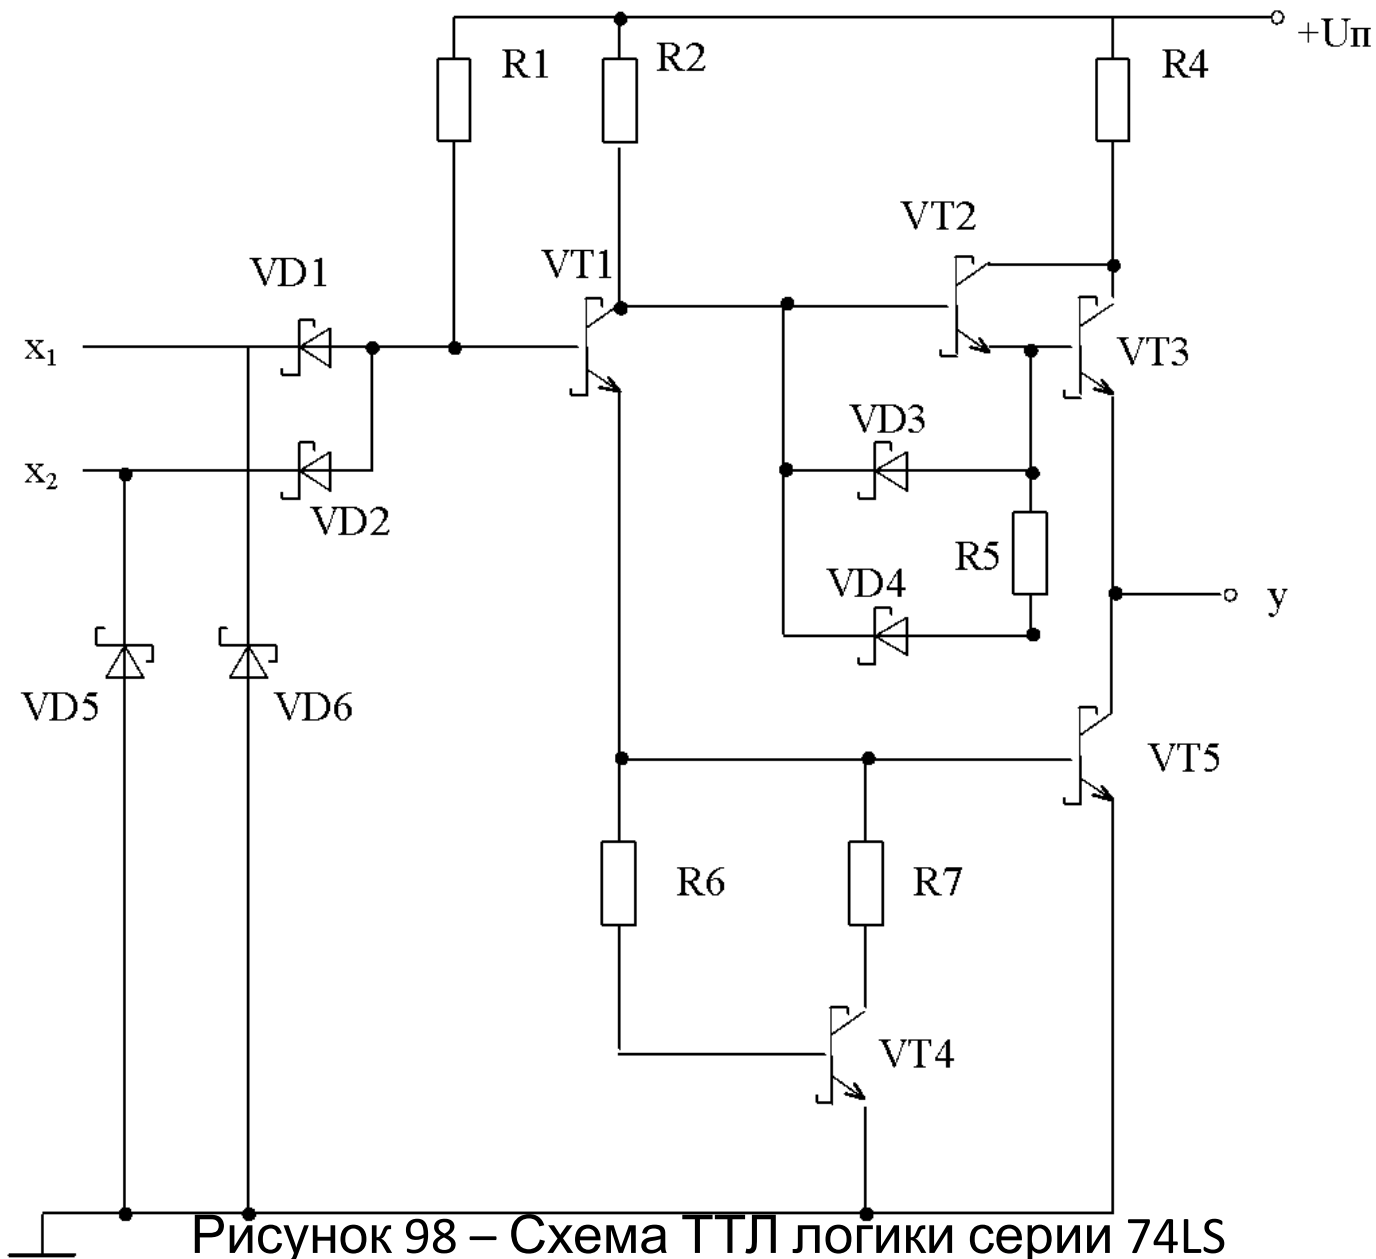 +Uп
R1
R2
R4
VT2
VT1
VD1
x₁
VT3
VD3
x₂
VD2
R5
VD4
y
VD5
VD6
VT5
R6
R7
VT4
Рисунок 98 – Схема ТТЛ логики серии 74LS